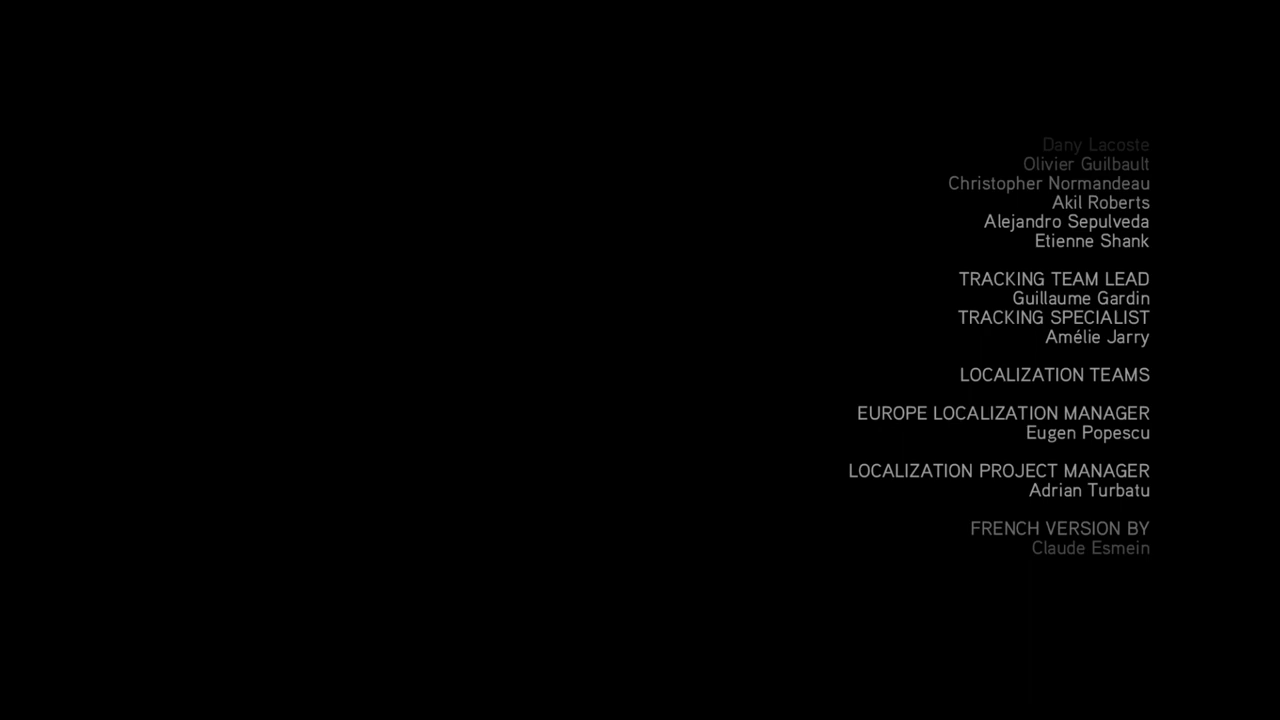 Dany Lacoste
Olivier Guilbault
Christopher Normandeau
Akil Roberts
Alejandro Sepulveda
Etienne Shank
TRACKING TEAM LEAD
Guillaume Gardin
TRACKING SPECIALIST
Amélie Jarry
LOCALIZATION TEAMS
EUROPE LOCALIZATION MANAGER
Eugen Popescu
LOCALIZATION PROJECT MANAGER
Adrian Turbatu
FRENCH VERSION BY
Claude Esmein